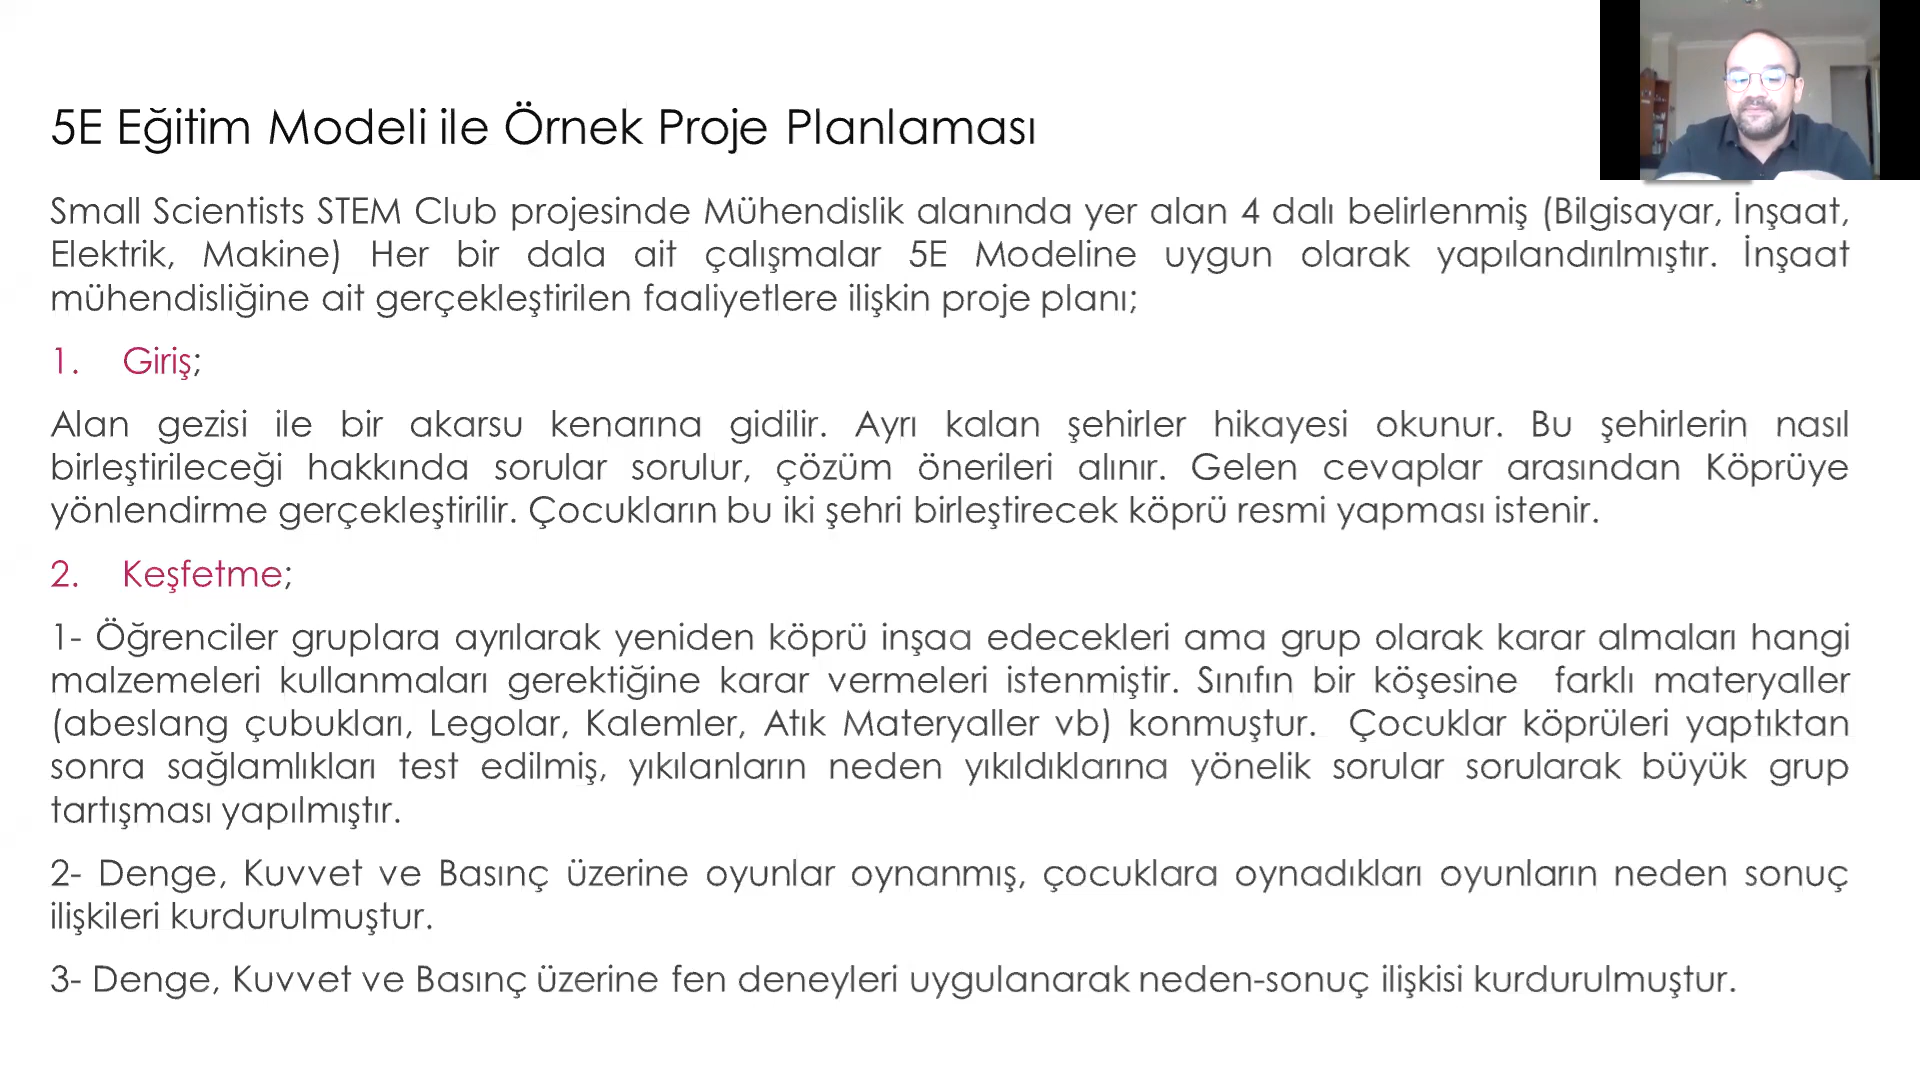 5E Eğitim Modeli ile Örnek Proje Planlaması
Small Scientists STEM Club projesinde Mühendislik alanında yer alan 4 dalı belirlenmiş (Bilgisayar, İnşaat,
Elektrik, Makine) Her bir dala ait çalışmalar 5E Modeline uygun olarak yapılandırılmıştır. İnşaat
mühendisliğine ait gerçekleştirilen faaliyetlere ilişkin proje planı;
1. Giriş;
Alan gezisi ile bir akarsu kenarına gidilir. Ayrı kalan şehirler hikayesi okunur. Bu şehirlerin nasıl
birleştirileceği hakkında sorular sorulur, çözüm önerileri alınır. Gelen cevaplar arasından Köprüye
yönlendirme gerçekleştirilir. Çocukların bu iki şehri birleştirecek köprü resmi yapması istenir.
2. Keşfetme;
1- Öğrenciler gruplara ayrılarak yeniden köprü inşaa edecekleri ama grup olarak karar almaları hangi
malzemeleri kullanmaları gerektiğine karar vermeleri istenmiştir. Sınıfın bir köşesine farklı materyaller
(abeslang çubukları, Legolar, Kalemler, Atık Materyaller vb) konmuştur. Çocuklar köprüleri yaptıktan
sonra sağlamlıkları test edilmiş, yıkılanların neden yıkıldıklarına yönelik sorular sorularak büyük grup
tartışması yapılmıştır.
2- Denge, Kuvvet ve Basınç üzerine oyunlar oynanmış, çocuklara oynadıkları oyunların neden sonuç
ilişkileri kurdurulmuştur.
3- Denge, Kuvvet ve Basınç üzerine fen deneyleri uygulanarak neden-sonuç ilişkisi kurdurulmuştur.